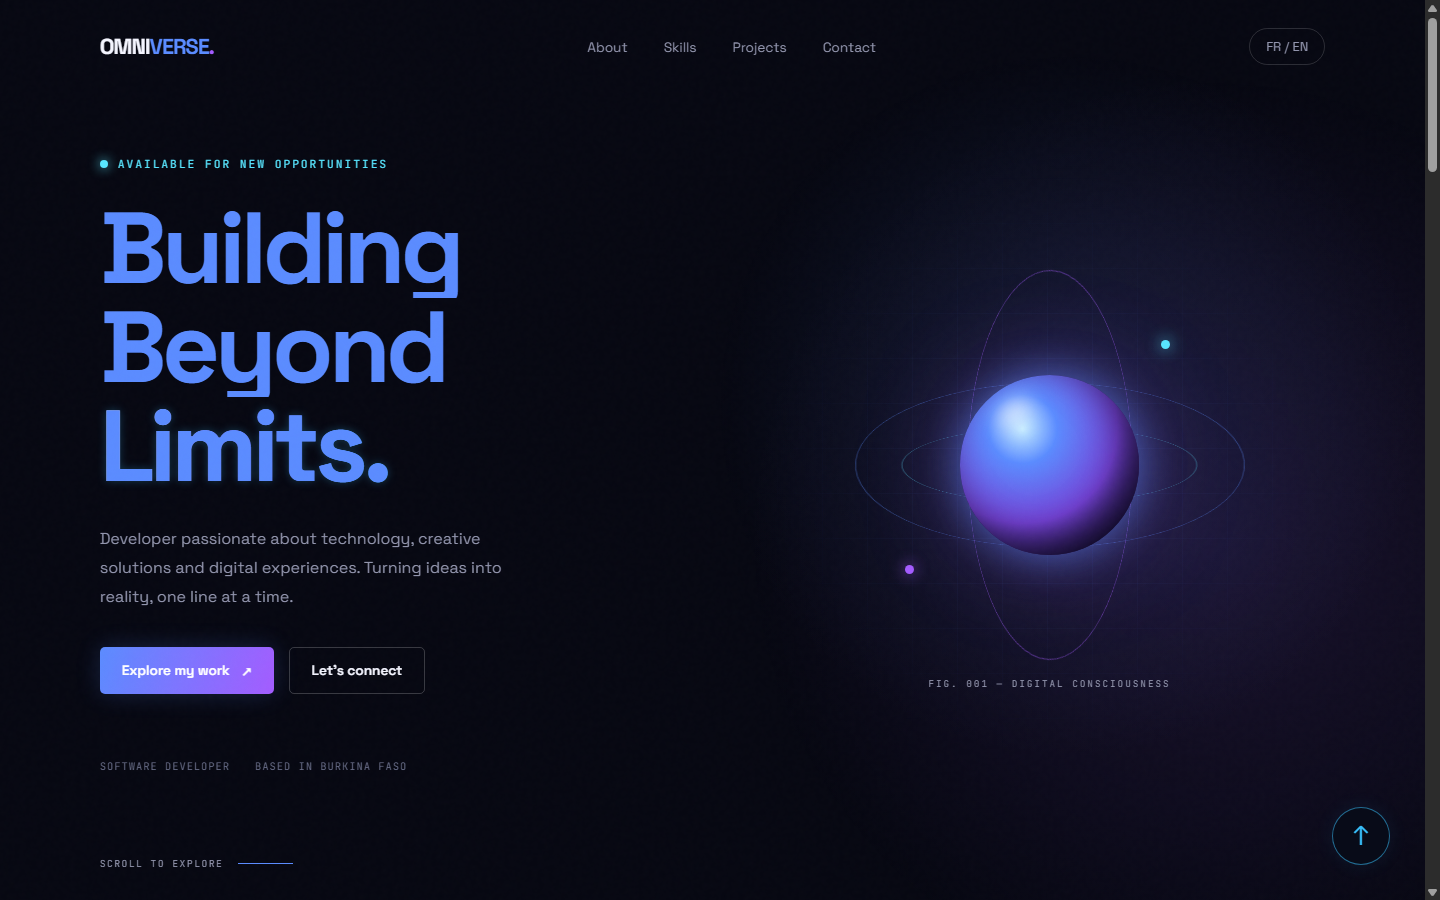 OMNIVERSE.
About
Skills
Projects
Contact
FR / EN
AVAILABLE FOR NEW OPPORTUNITIES
Building
Beyond
Limits.
Developer passionate about technology, creative
solutions and digital experiences. Turning ideas into
reality, one line at a time.
Explore my work ↗
Let's connect
FIG. 001 — DIGITAL CONSCIOUSNESS
SOFTWARE DEVELOPER
BASED IN BURKINA FASO
SCROLL TO EXPLORE